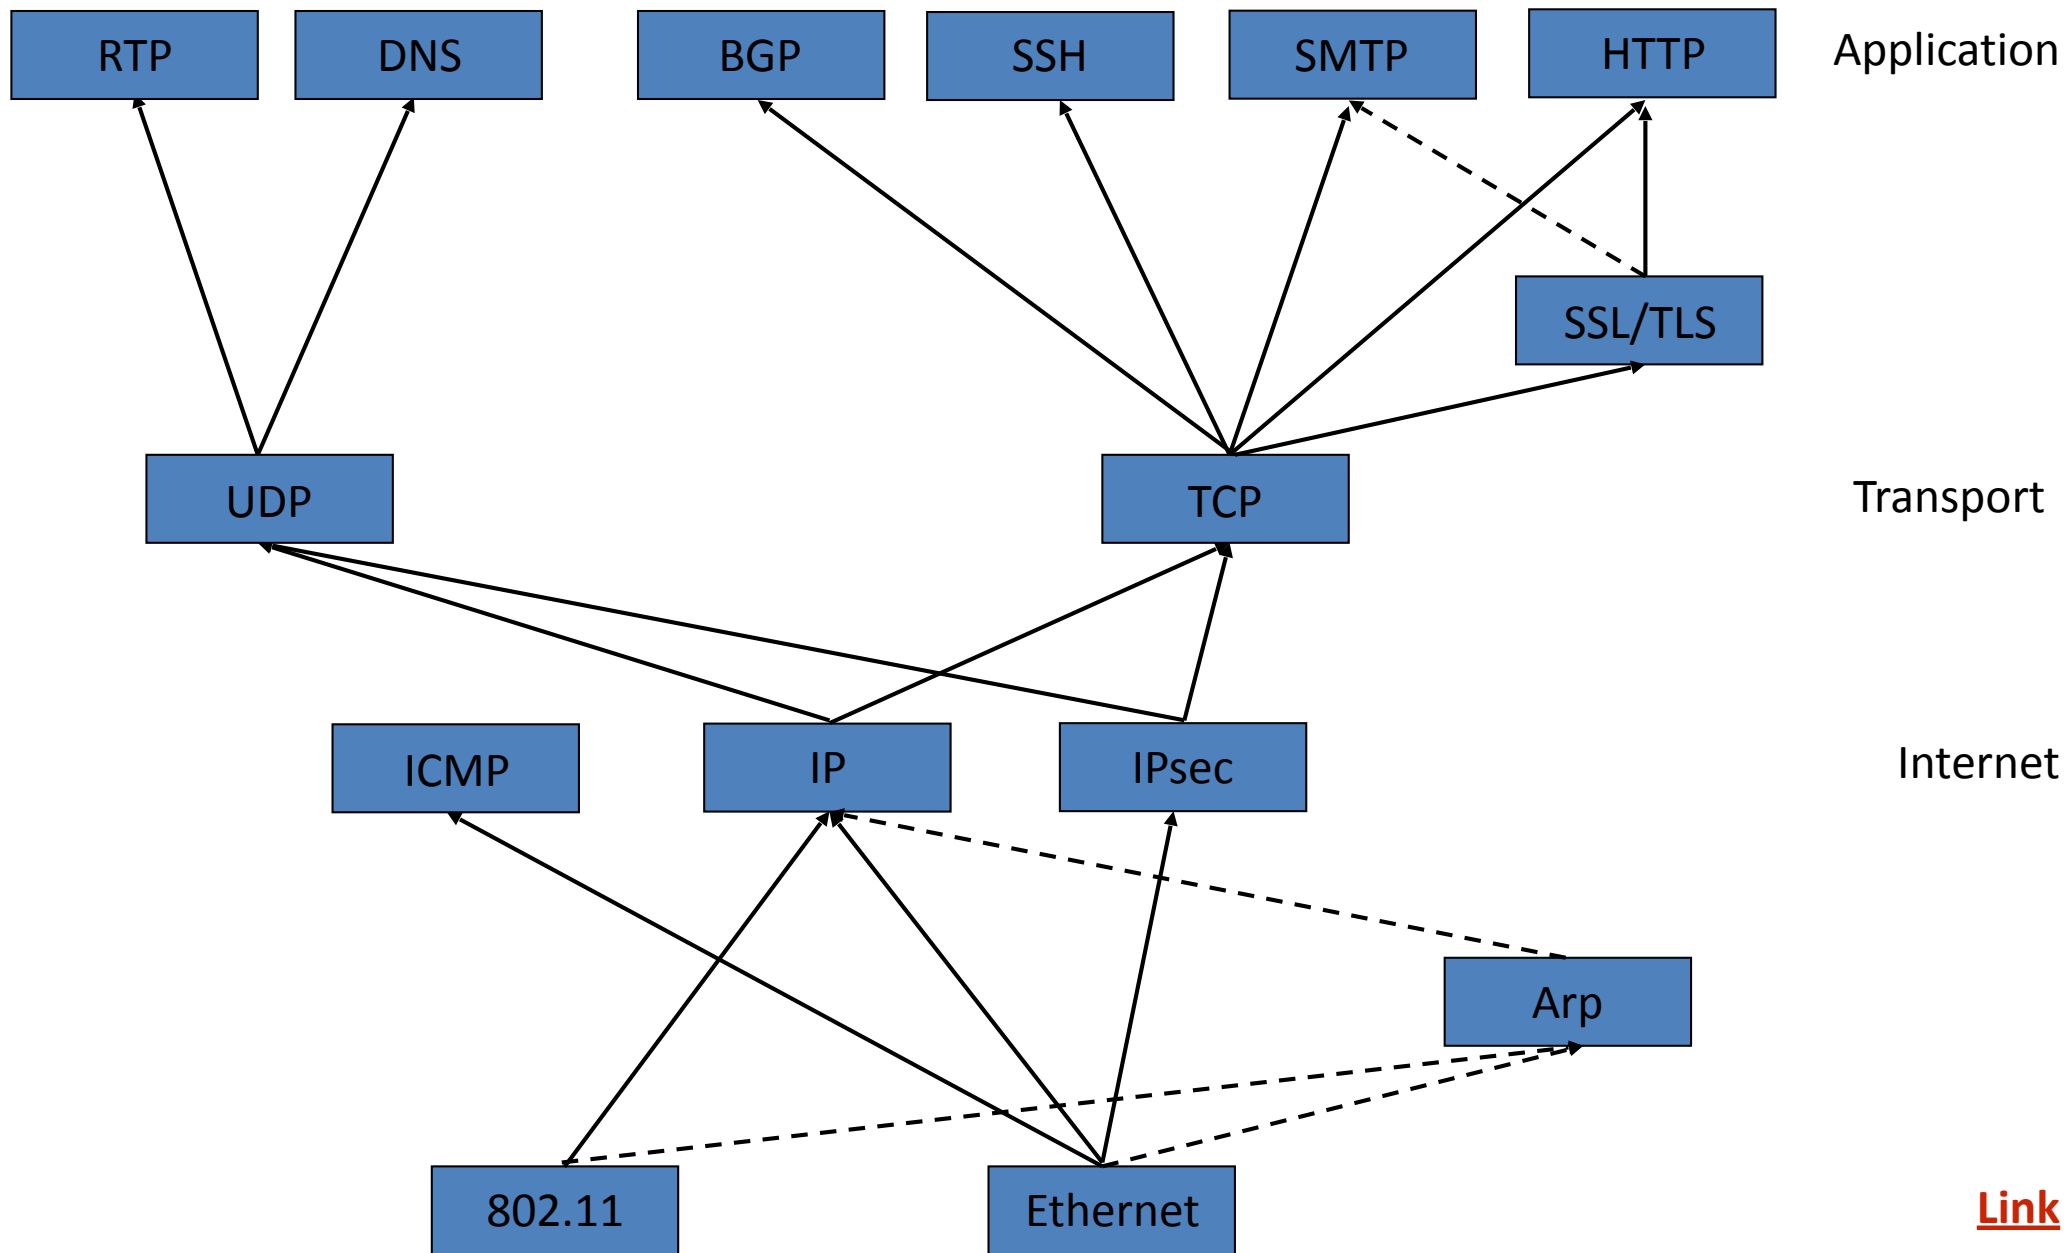 RTP
DNS
BGP
SSH
SMTP
HTTP
Application
SSL/TLS
UDP
TCP
Transport
ICMP
IP
IPsec
Internet
Arp
802.11
Ethernet
Link